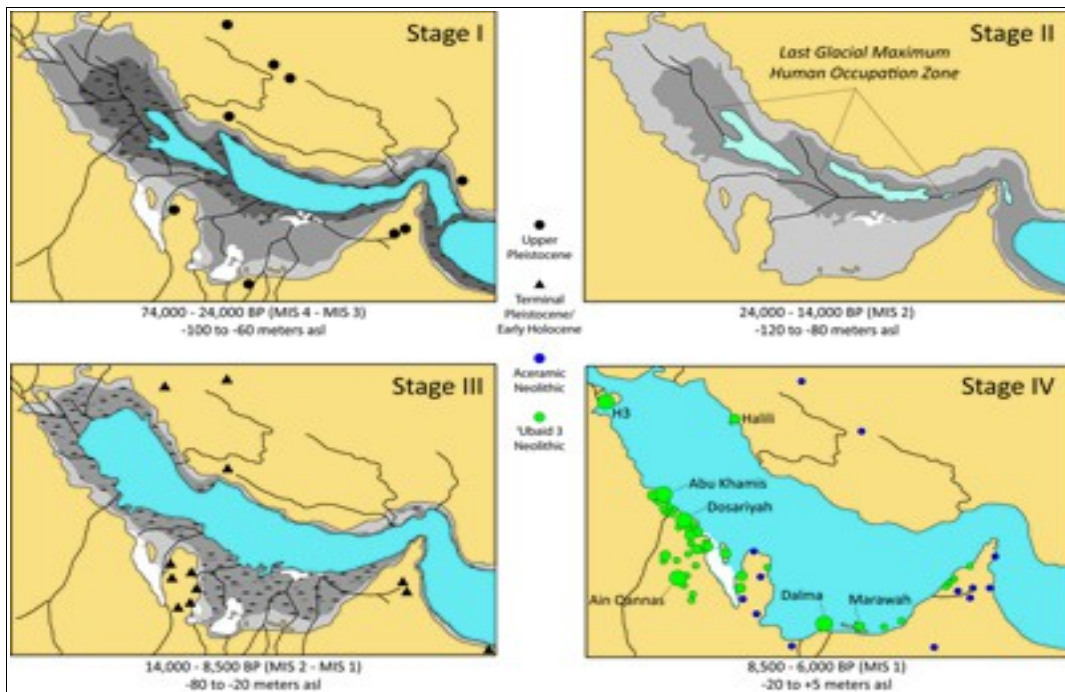 Stage I
74,000 - 24,000 BP (MIS 4 - MIS 3)
-100 to -60 meters asl
Stage II
Last Glacial Maximum
Human Occupation Zone
24,000 - 14,000 BP (MIS 2)
-120 to -80 meters asl
Upper
Pleistocene
Terminal
Pleistocene/
Early Holocene
Aceramic
Neolithic
'Ubaid 3
Neolithic
Stage III
14,000 - 8,500 BP (MIS 2 - MIS 1)
-80 to -20 meters asl
Stage IV
H3
Halili
Abu Khamis
Dosariyah
Ain Qannas
Dalma
Marawah
8,500 - 6,000 BP (MIS 1)
-20 to +5 meters asl